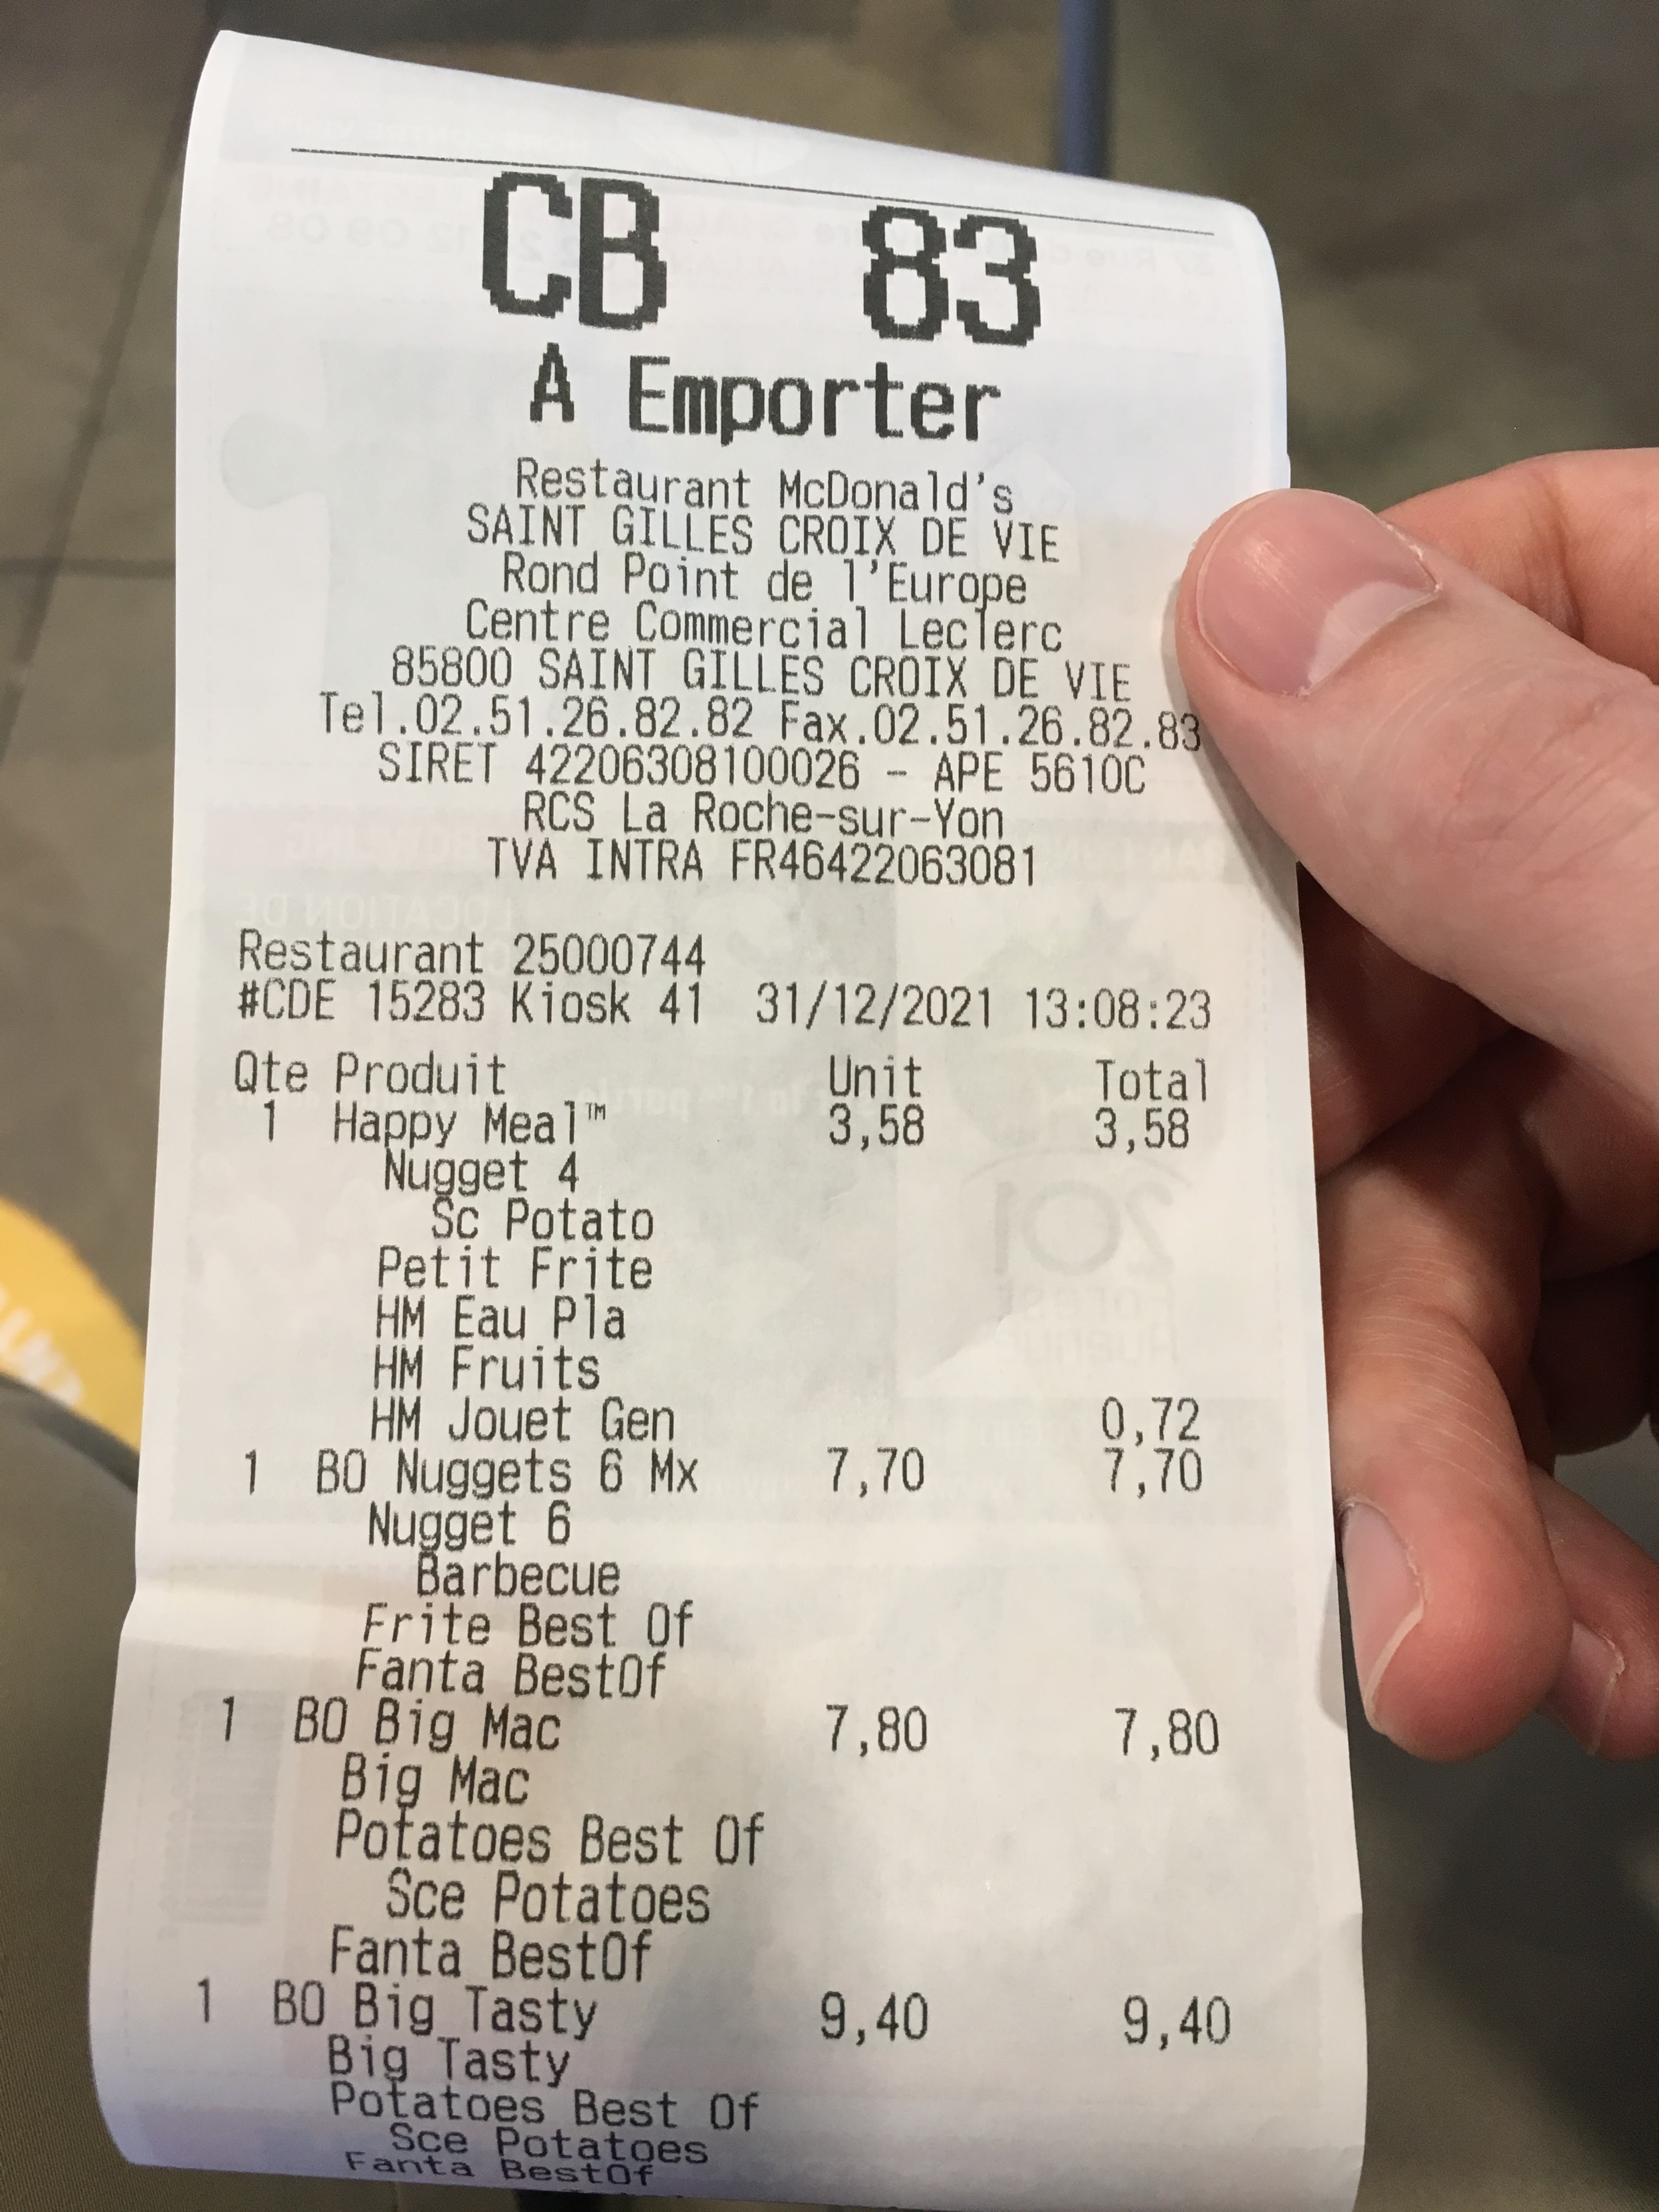 CB 83
A Emporter
Restaurant McDonald's
SAINT GILLES CROIX DE VIE
Rond Point de l'Europe
Centre Commercial Leclerc
85800 SAINT GILLES CROIX DE VIE
Tel.02.51.26.82.82 Fax.02.51.26.82.83
SIRET 42206308100026 - APE 5610C
RCS La Roche-sur-Yon
TVA INTRA FR46422063081
Restaurant 25000744
#CDE 15283 Kiosk 41 31/12/2021 13:08:23
Qte Produit Unit Total
1 Happy Meal™ 3,58 3,58
Nugget 4
Sc Potato
Petit Frite
HM Eau Pla
HM Fruits
HM Jouet Gen 0,72
1 BO Nuggets 6 Mx 7,70 7,70
Nugget 6
Barbecue
Frite Best Of
Fanta BestOf
1 BO Big Mac 7,80 7,80
Big Mac
Potatoes Best Of
Sce Potatoes
Fanta BestOf
1 BO Big Tasty 9,40 9,40
Big Tasty
Potatoes Best Of
Sce Potatoes
Fanta BestOf